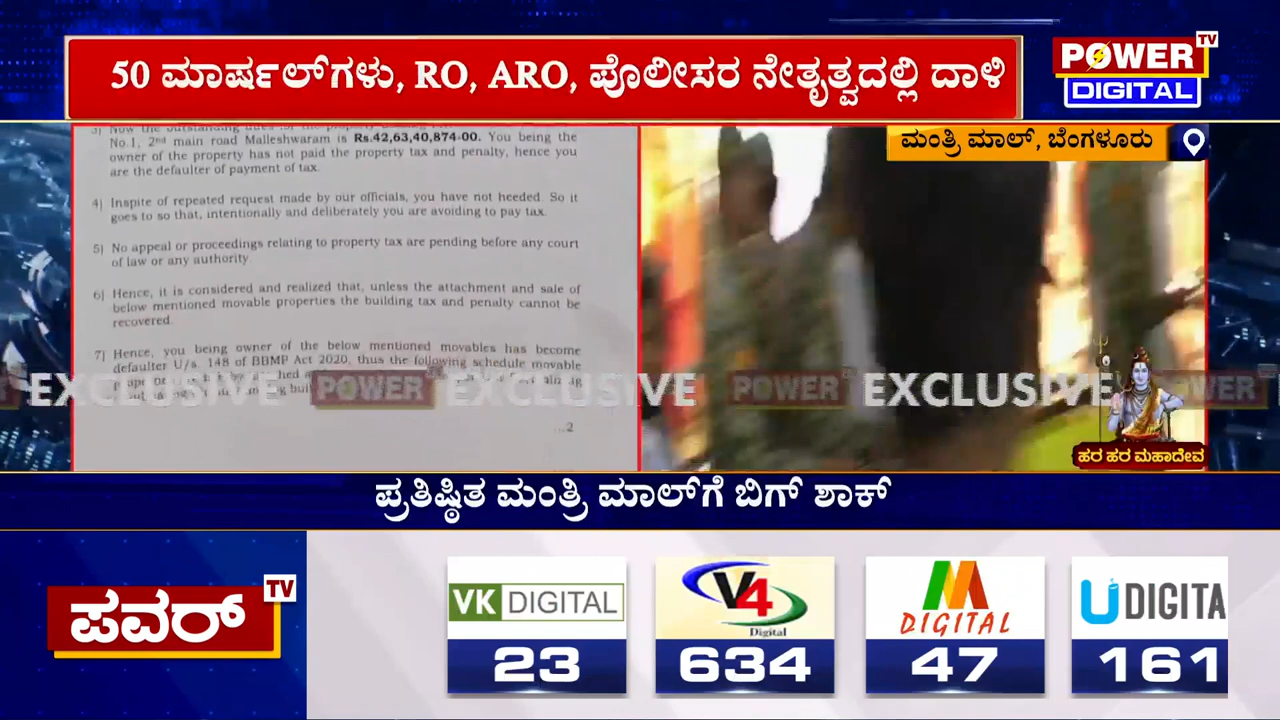 50 ಮಾರ್ಷಲ್‌ಗಳು, RO, ARO, ಪೊಲೀಸರ ನೇತೃತ್ವದಲ್ಲಿ ದಾಳಿ
POWER TV
DIGITAL
ಮಂತ್ರಿ ಮಾಲ್, ಬೆಂಗಳೂರು
No.1, 2nd main road Malleshwaram is Rs.42,63,40,874-00. You being the
owner of the property has not paid the property tax and penalty, hence you
are the defaulter of payment of tax.
4) Inspite of repeated request made by our officials, you have not heeded. So it
goes to so that, intentionally and deliberately you are avoiding to pay tax.
5) No appeal or proceedings relating to property tax are pending before any court
of law or any authority
6) Hence, it is considered and realized that, unless the attachment and sale of
below mentioned movable properties the building tax and penalty cannot be
recovered.
7) Hence, you being owner of the below mentioned movables has become
defaulter U/s. 148 of BBMP Act 2020, thus the following schedule movable
...2
EXCLUSIVE POWER EXCLUSIVE POWER EXCLUSIVE POWER
ಹರ ಹರ ಮಹಾದೇವ
ಪ್ರತಿಷ್ಠಿತ ಮಂತ್ರಿ ಮಾಲ್‌ಗೆ ಬಿಗ್ ಶಾಕ್
ಪವರ್ TV
VK DIGITAL
23
V4 Digital
634
M DIGITAL
47
U DIGITA
161